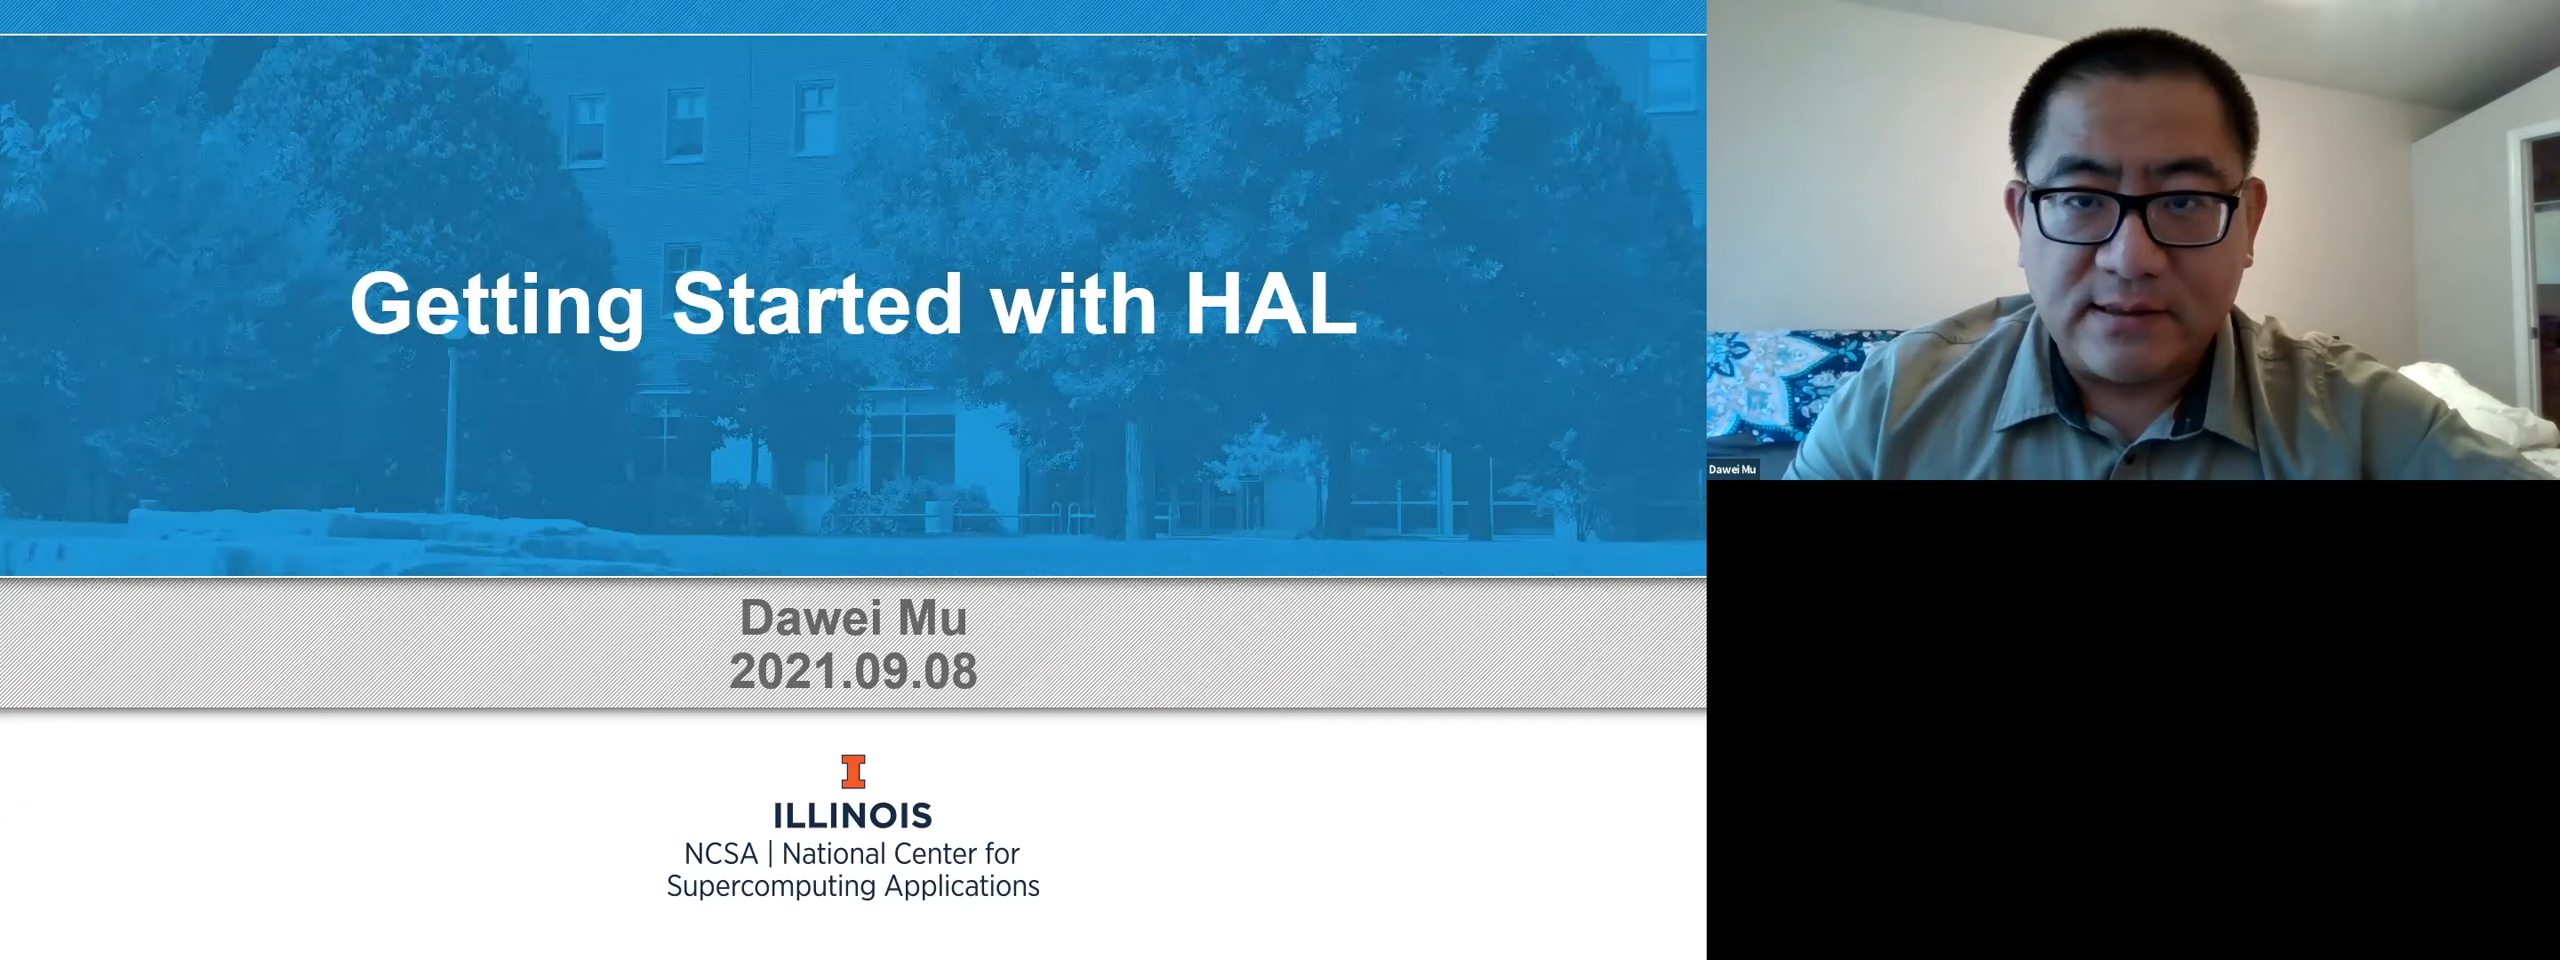 Getting Started with HAL
Dawei Mu
2021.09.08
I
ILLINOIS
NCSA | National Center for
Supercomputing Applications
Dawei Mu